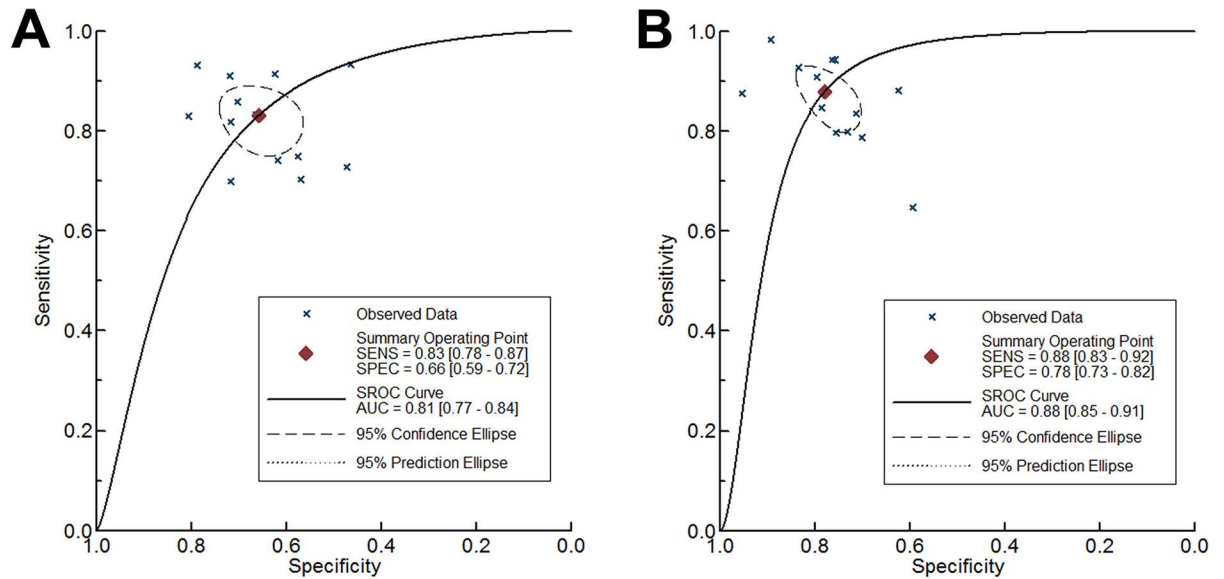 A
1.0
0.8
0.6
0.4
0.2
0.0
Sensitivity
1.0
0.8
0.6
0.4
0.2
0.0
Specificity
Observed Data
Summary Operating Point
SENS = 0.83 [0.78 - 0.87]
SPEC = 0.66 [0.59 - 0.72]
SROC Curve
AUC = 0.81 [0.77 - 0.84]
95% Confidence Ellipse
95% Prediction Ellipse
B
1.0
0.8
0.6
0.4
0.2
0.0
Sensitivity
1.0
0.8
0.6
0.4
0.2
0.0
Specificity
Observed Data
Summary Operating Point
SENS = 0.88 [0.83 - 0.92]
SPEC = 0.78 [0.73 - 0.82]
SROC Curve
AUC = 0.88 [0.85 - 0.91]
95% Confidence Ellipse
95% Prediction Ellipse